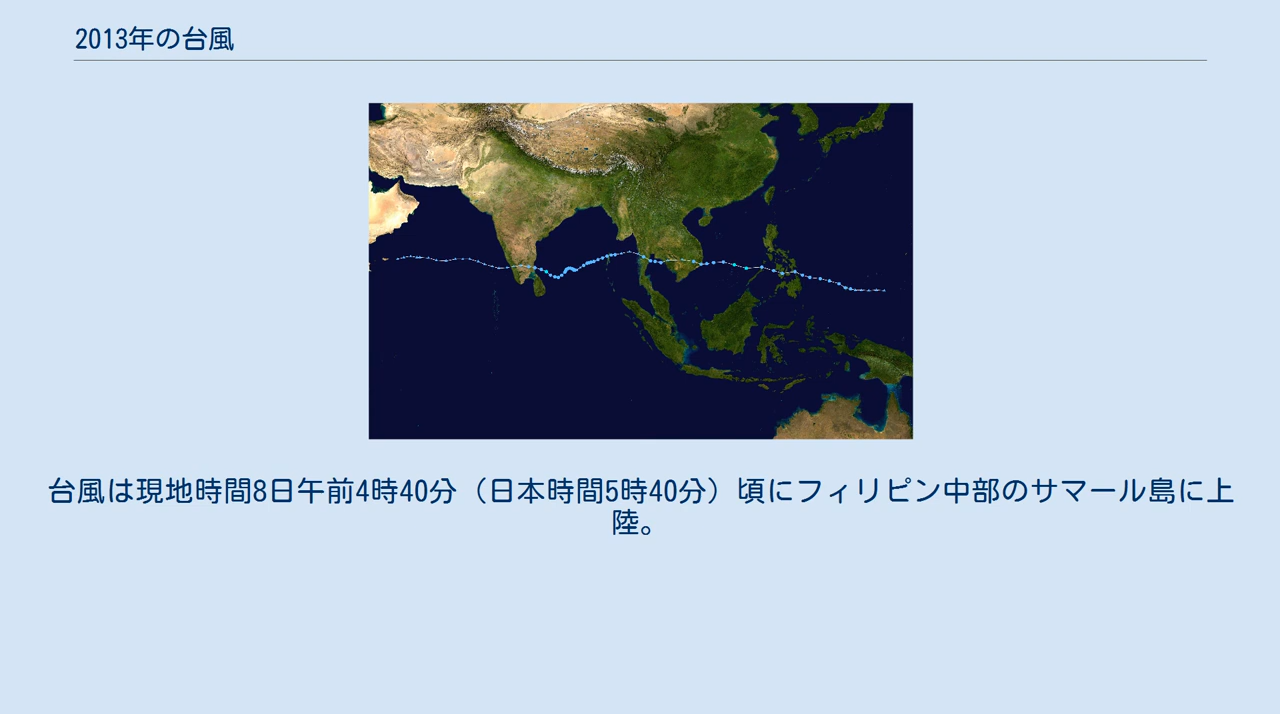 2013年の台風
台風は現地時間8日午前4時40分（日本時間5時40分）頃にフィリピン中部のサマール島に上
陸。